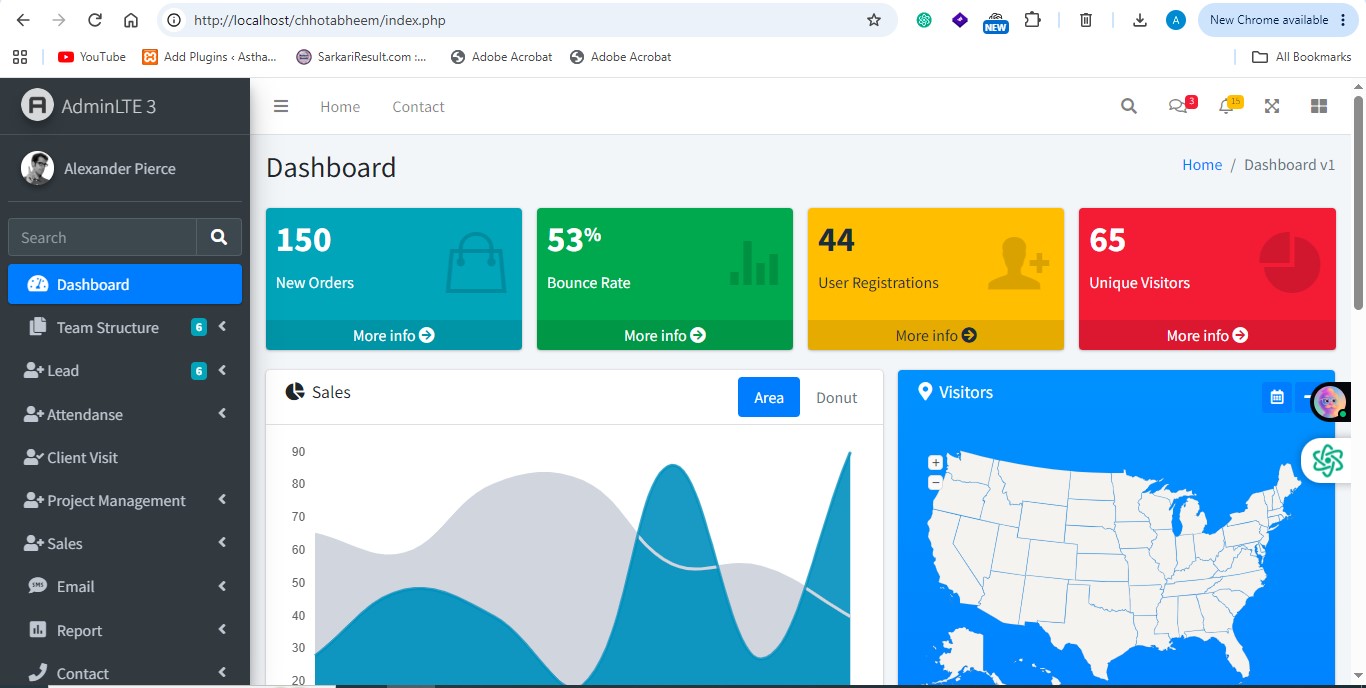 http://localhost/chhotabheem/index.php
NEW
A
New Chrome available
YouTube
Add Plugins ‹ Astha...
SarkariResult.com :...
Adobe Acrobat
Adobe Acrobat
All Bookmarks
AdminLTE 3
Home
Contact
3
15
Alexander Pierce
Dashboard
Home / Dashboard v1
Search
150
New Orders
More info
53%
Bounce Rate
More info
44
User Registrations
More info
65
Unique Visitors
More info
Dashboard
Team Structure 6
Lead 6
Attendanse
Client Visit
Project Management
Sales
SMS Email
Report
Contact
Sales
Area
Donut
90
80
70
60
50
40
30
20
Visitors
+
−